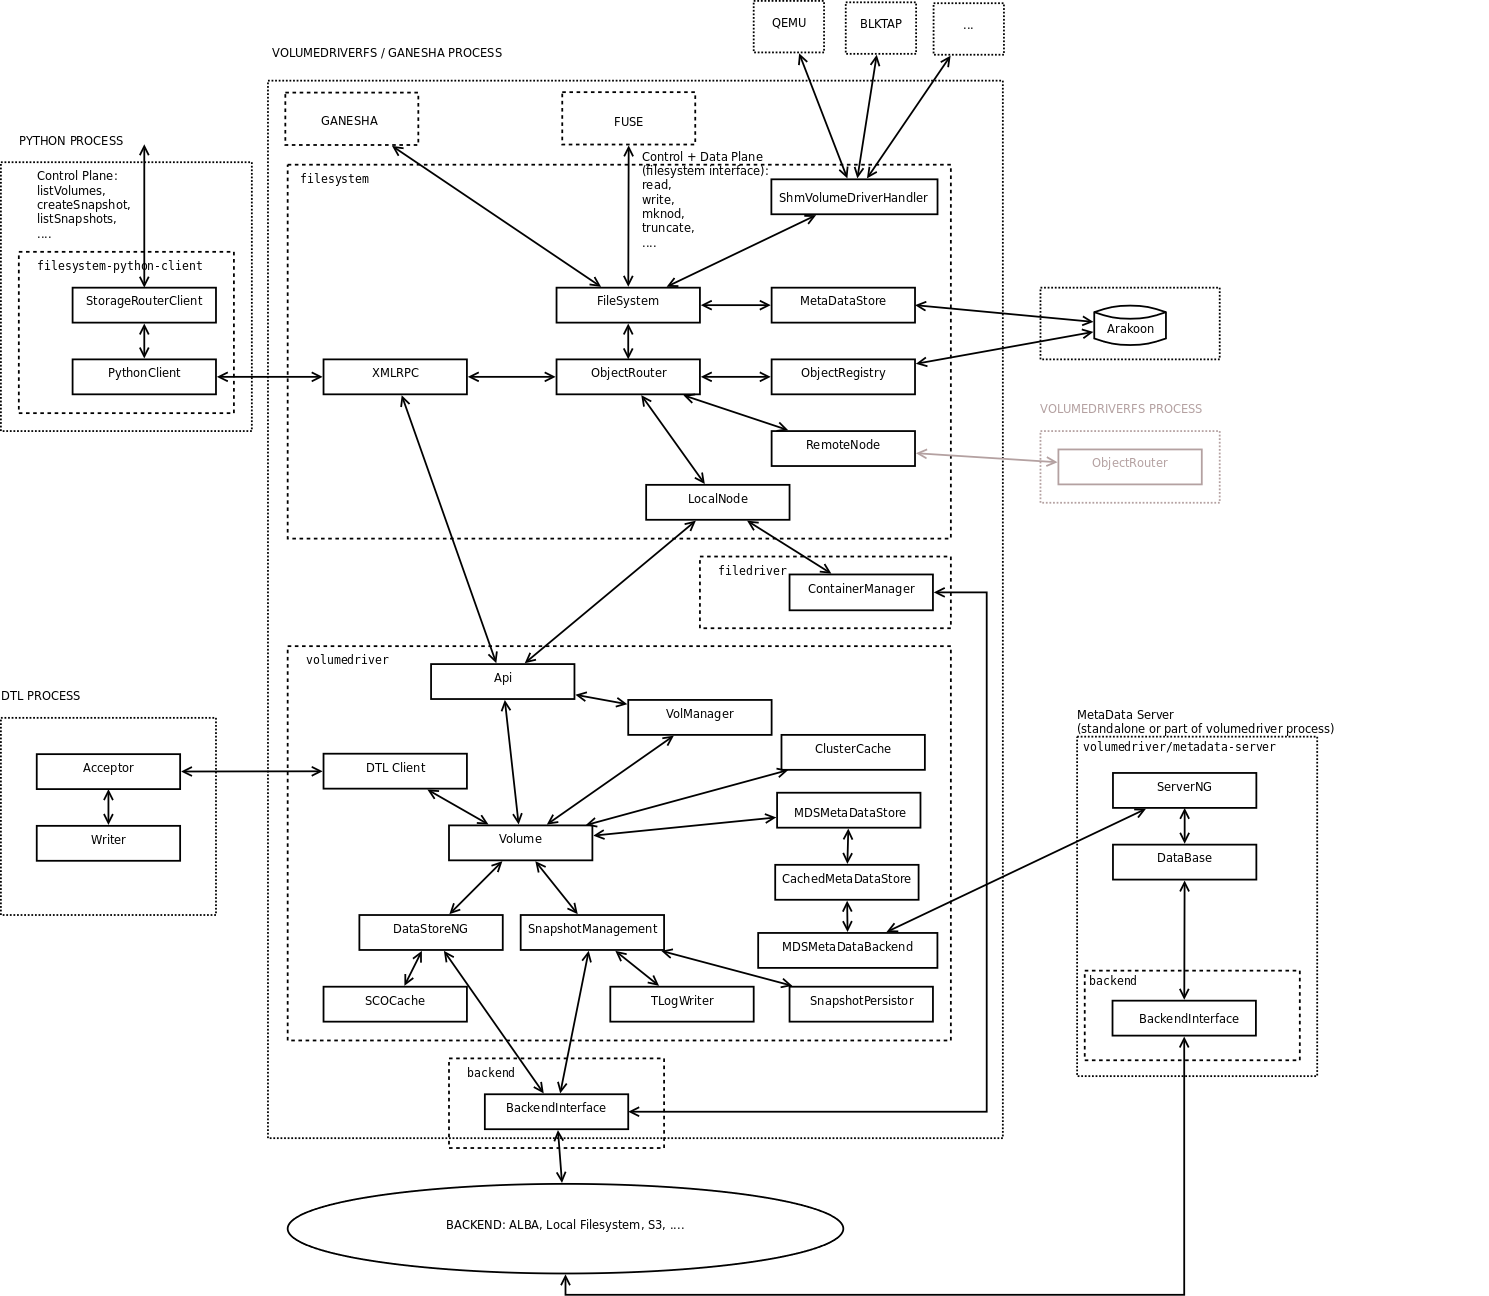 QEMU
BLKTAP
...
VOLUMEDRIVERFS / GANESHA PROCESS
GANESHA
FUSE
PYTHON PROCESS
Control Plane:
listVolumes,
createSnapshot,
listSnapshots,
....
filesystem-python-client
StorageRouterClient
PythonClient
filesystem
Control + Data Plane
(filesystem interface):
read,
write,
mknod,
truncate,
....
ShmVolumeDriverHandler
FileSystem
MetaDataStore
Arakoon
XMLRPC
ObjectRouter
ObjectRegistry
VOLUMEDRIVERFS PROCESS
ObjectRouter
RemoteNode
LocalNode
filedriver
ContainerManager
volumedriver
Api
VolManager
DTL PROCESS
Acceptor
Writer
DTL Client
ClusterCache
Volume
MDSMetaDataStore
CachedMetaDataStore
MDSMetaDataBackend
DataStoreNG
SnapshotManagement
SCOCache
TLogWriter
SnapshotPersistor
MetaData Server
(standalone or part of volumedriver process)
volumedriver/metadata-server
ServerNG
DataBase
backend
BackendInterface
backend
BackendInterface
BACKEND: ALBA, Local Filesystem, S3, ....